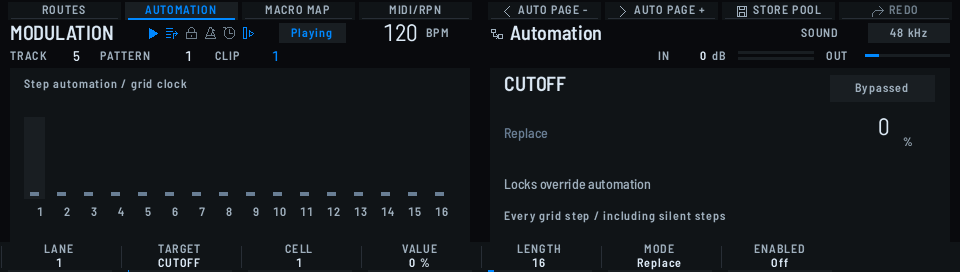 ROUTES AUTOMATION MACRO MAP MIDI/RPN AUTO PAGE - AUTO PAGE + STORE POOL REDO
MODULATION Playing 120 BPM Automation SOUND 48 kHz
TRACK 5 PATTERN 1 CLIP 1 IN 0 dB OUT
Step automation / grid clock
CUTOFF
Bypassed
Replace
0
%
Locks override automation
Every grid step / including silent steps
1 2 3 4 5 6 7 8 9 10 11 12 13 14 15 16
LANE TARGET CELL VALUE LENGTH MODE ENABLED
1 CUTOFF 1 0 % 16 Replace Off